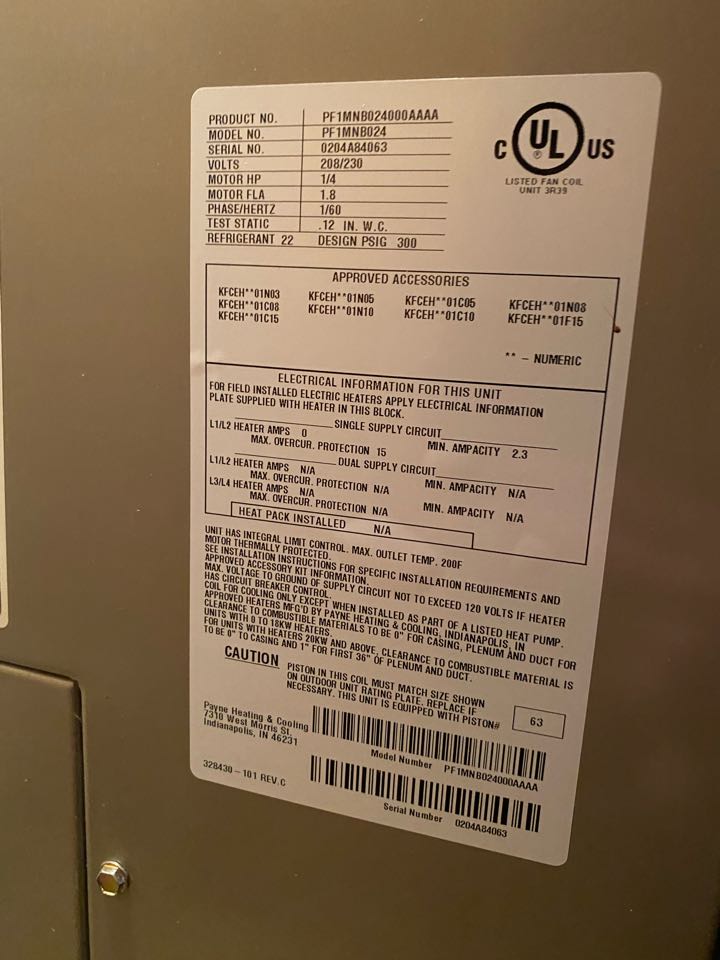 PRODUCT NO. PF1MNB024000AAAA
MODEL NO. PF1MNB024
SERIAL NO. 0204A84063
VOLTS 208/230
MOTOR HP 1/4
MOTOR FLA 1.8
PHASE/HERTZ 1/60
TEST STATIC .12 IN. W.C.
REFRIGERANT 22 DESIGN PSIG 300
C UL ® US
LISTED FAN COIL
UNIT 3R39
APPROVED ACCESSORIES
KFCEH**01N03 KFCEH**01N05 KFCEH**01C05 KFCEH**01N08
KFCEH**01C08 KFCEH**01N10 KFCEH**01C10 KFCEH**01F15
KFCEH**01C15
** - NUMERIC
ELECTRICAL INFORMATION FOR THIS UNIT
FOR FIELD INSTALLED ELECTRIC HEATERS APPLY ELECTRICAL INFORMATION
PLATE SUPPLIED WITH HEATER IN THIS BLOCK.
SINGLE SUPPLY CIRCUIT
L1/L2 HEATER AMPS 0 MIN. AMPACITY 2.3
MAX. OVERCUR. PROTECTION 15
DUAL SUPPLY CIRCUIT
L1/L2 HEATER AMPS N/A MIN. AMPACITY N/A
MAX. OVERCUR. PROTECTION N/A
L3/L4 HEATER AMPS N/A MIN. AMPACITY N/A
MAX. OVERCUR. PROTECTION N/A
HEAT PACK INSTALLED N/A
UNIT HAS INTEGRAL LIMIT CONTROL. MAX. OUTLET TEMP. 200F
MOTOR THERMALLY PROTECTED.
SEE INSTALLATION INSTRUCTIONS FOR SPECIFIC INSTALLATION REQUIREMENTS AND
APPROVED ACCESSORY KIT INFORMATION.
MAX. VOLTAGE TO GROUND OF SUPPLY CIRCUIT NOT TO EXCEED 120 VOLTS IF HEATER
HAS CIRCUIT BREAKER CONTROL.
COIL FOR COOLING ONLY EXCEPT WHEN INSTALLED AS PART OF A LISTED HEAT PUMP.
APPROVED HEATERS MFG'D BY PAYNE HEATING & COOLING, INDIANAPOLIS, IN
CLEARANCE TO COMBUSTIBLE MATERIALS TO BE 0" FOR CASING, PLENUM AND DUCT FOR
UNITS WITH 0 TO 18KW HEATERS.
FOR UNITS WITH HEATERS 20KW AND ABOVE, CLEARANCE TO COMBUSTIBLE MATERIAL IS
TO BE 0" TO CASING AND 1" FOR FIRST 36" OF PLENUM AND DUCT.
CAUTION PISTON IN THIS COIL MUST MATCH SIZE SHOWN
ON OUTDOOR UNIT RATING PLATE. REPLACE IF
NECESSARY. THIS UNIT IS EQUIPPED WITH PISTON# 63
Payne Heating & Cooling
7310 West Morris St.
Indianapolis, IN 46231
Model Number PF1MNB024000AAAA
328430-101 REV.C
Serial Number 0204A84063